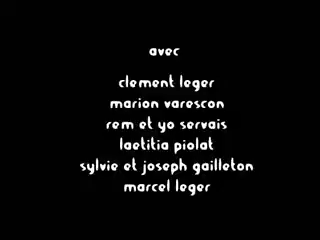 avec
clement leger
marion varescon
rem et yo servais
laetitia piolat
sylvie et joseph gailleton
marcel leger